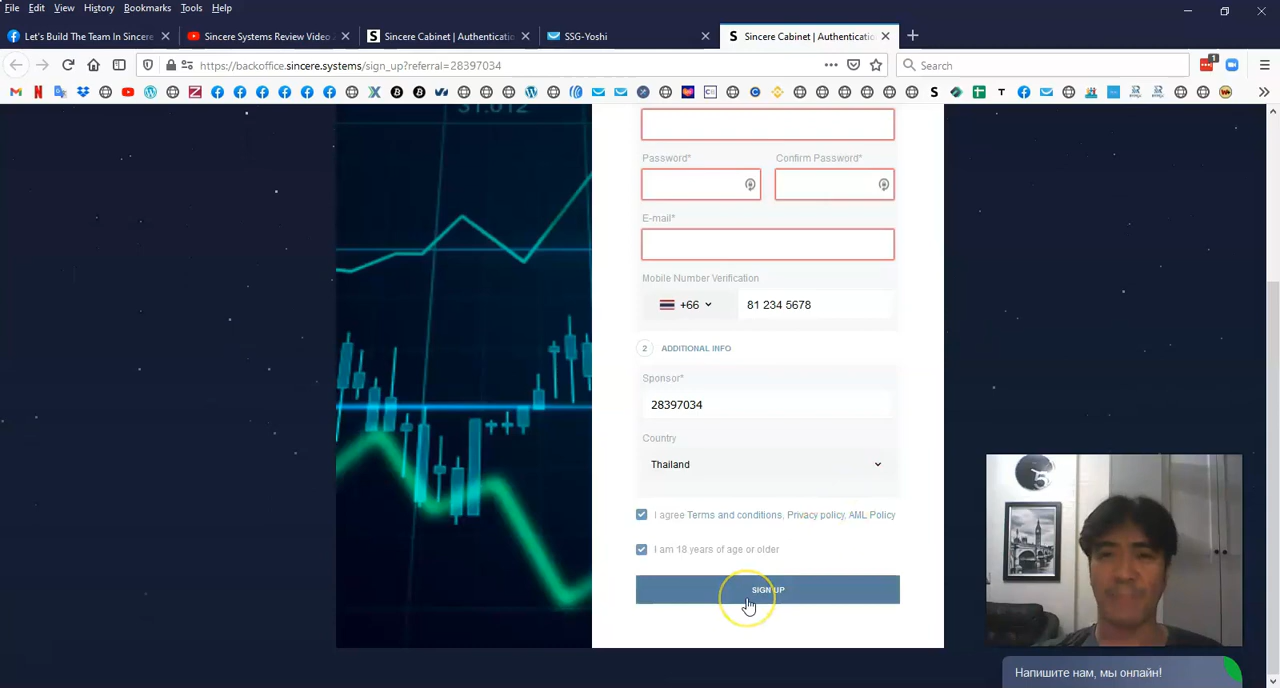 File Edit View History Bookmarks Tools Help
Let's Build The Team In Sincere
Sincere Systems Review Video
Sincere Cabinet | Authenticatio
SSG-Yoshi
Sincere Cabinet | Authenticatio
https://backoffice.sincere.systems/sign_up?referral=28397034
Search
1
31.012
Password*
Confirm Password*
E-mail*
Mobile Number Verification
+66
81 234 5678
2 ADDITIONAL INFO
Sponsor*
28397034
Country
Thailand
I agree Terms and conditions, Privacy policy, AML Policy
I am 18 years of age or older
SIGN UP
Напишите нам, мы онлайн!